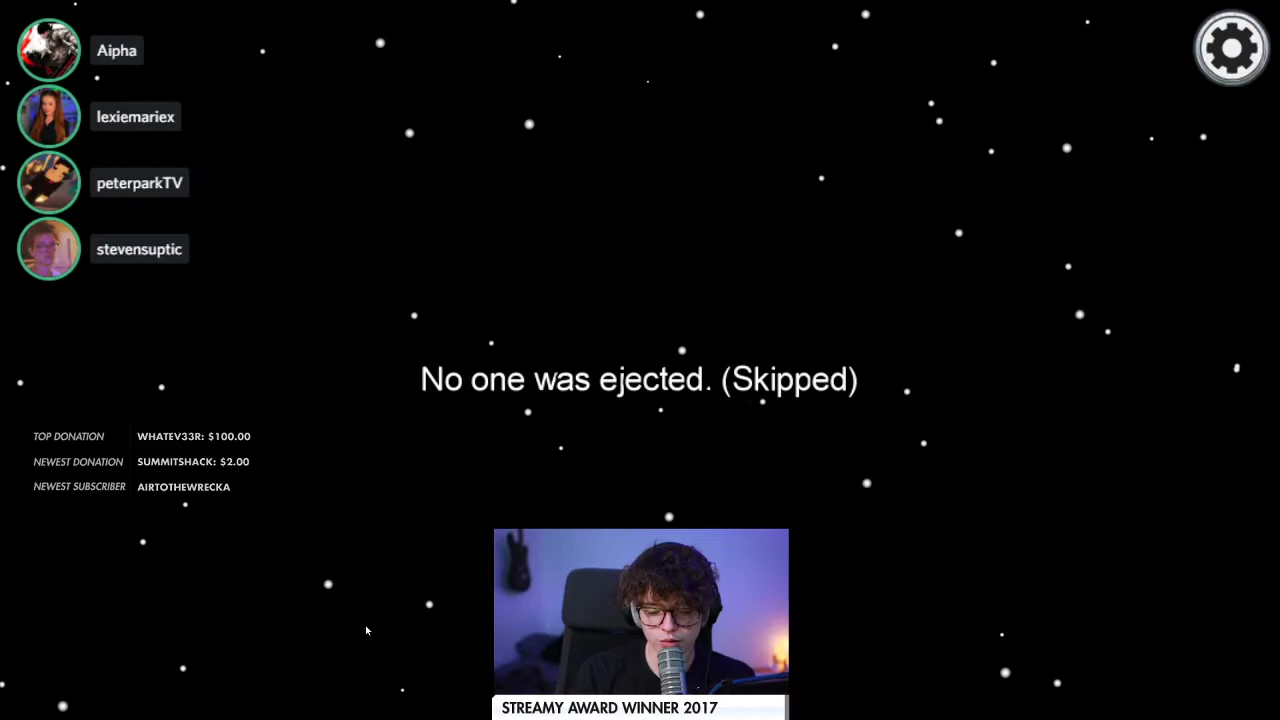 Aipha
lexiemariex
peterparkTV
stevensuptic
No one was ejected. (Skipped)
TOP DONATION WHATEV33R: $100.00
NEWEST DONATION SUMMITSHACK: $2.00
NEWEST SUBSCRIBER AIRTOTHEWRECKA
STREAMY AWARD WINNER 2017